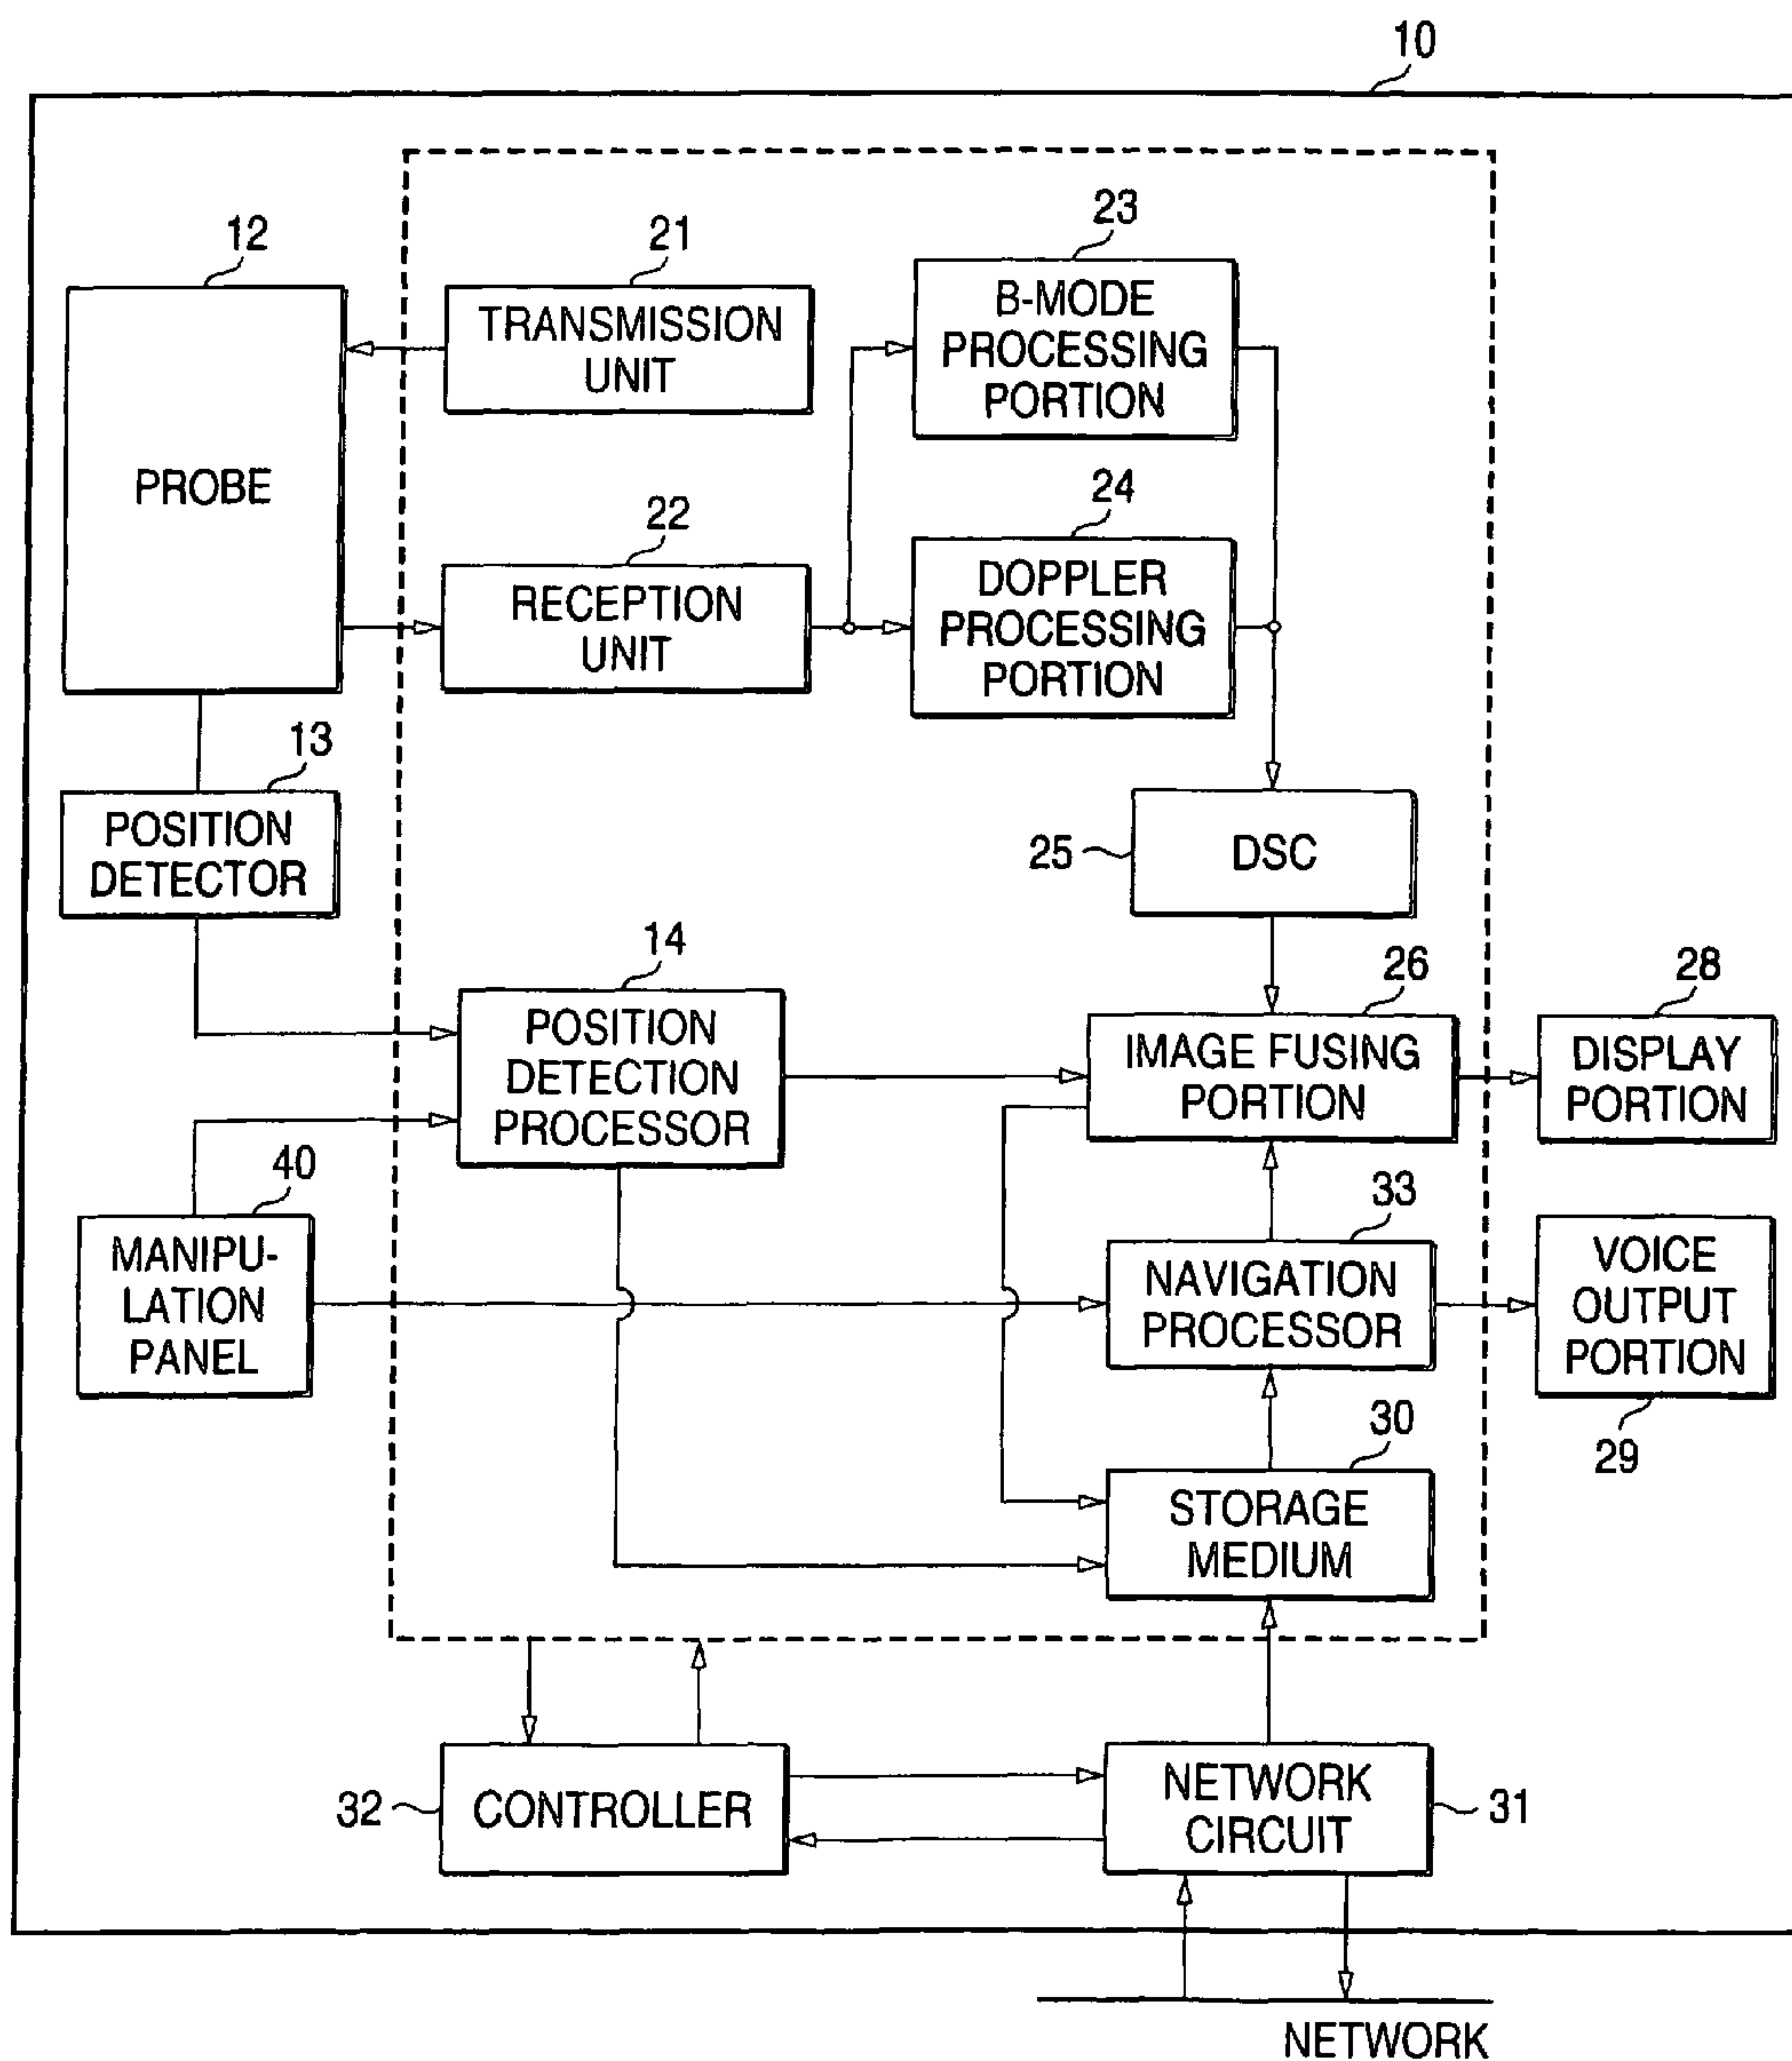 10
12
PROBE
21
TRANSMISSION
UNIT
23
B-MODE
PROCESSING
PORTION
22
RECEPTION
UNIT
24
DOPPLER
PROCESSING
PORTION
13
POSITION
DETECTOR
25
DSC
14
POSITION
DETECTION
PROCESSOR
26
IMAGE FUSING
PORTION
28
DISPLAY
PORTION
40
MANIPU-
LATION
PANEL
33
NAVIGATION
PROCESSOR
VOICE
OUTPUT
PORTION
29
30
STORAGE
MEDIUM
32
CONTROLLER
NETWORK
CIRCUIT
31
NETWORK